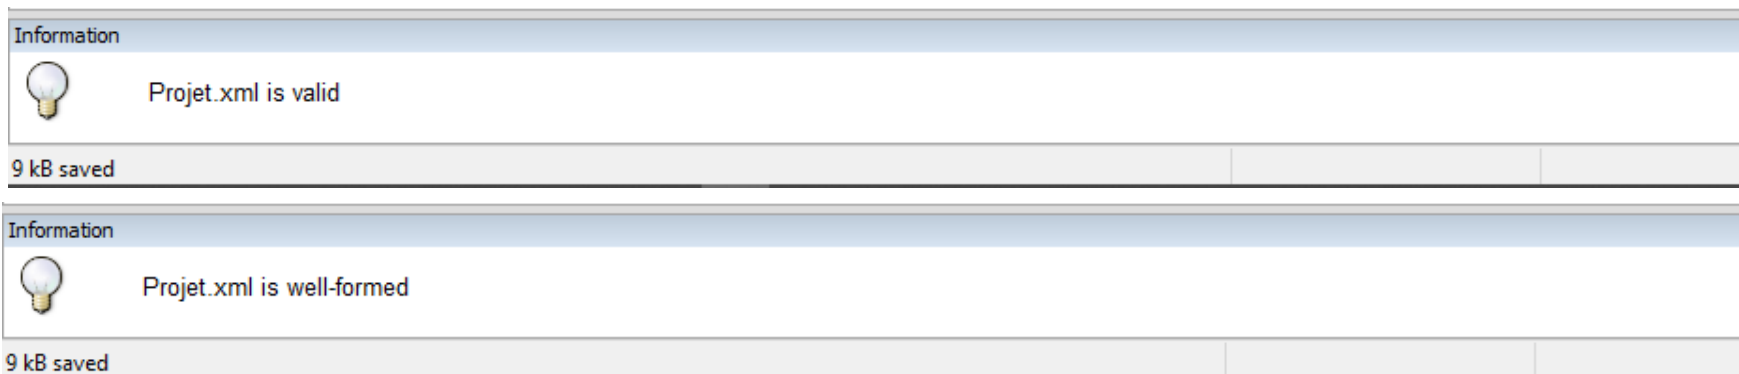 Information
Projet.xml is valid
9 kB saved
Information
Projet.xml is well-formed
9 kB saved